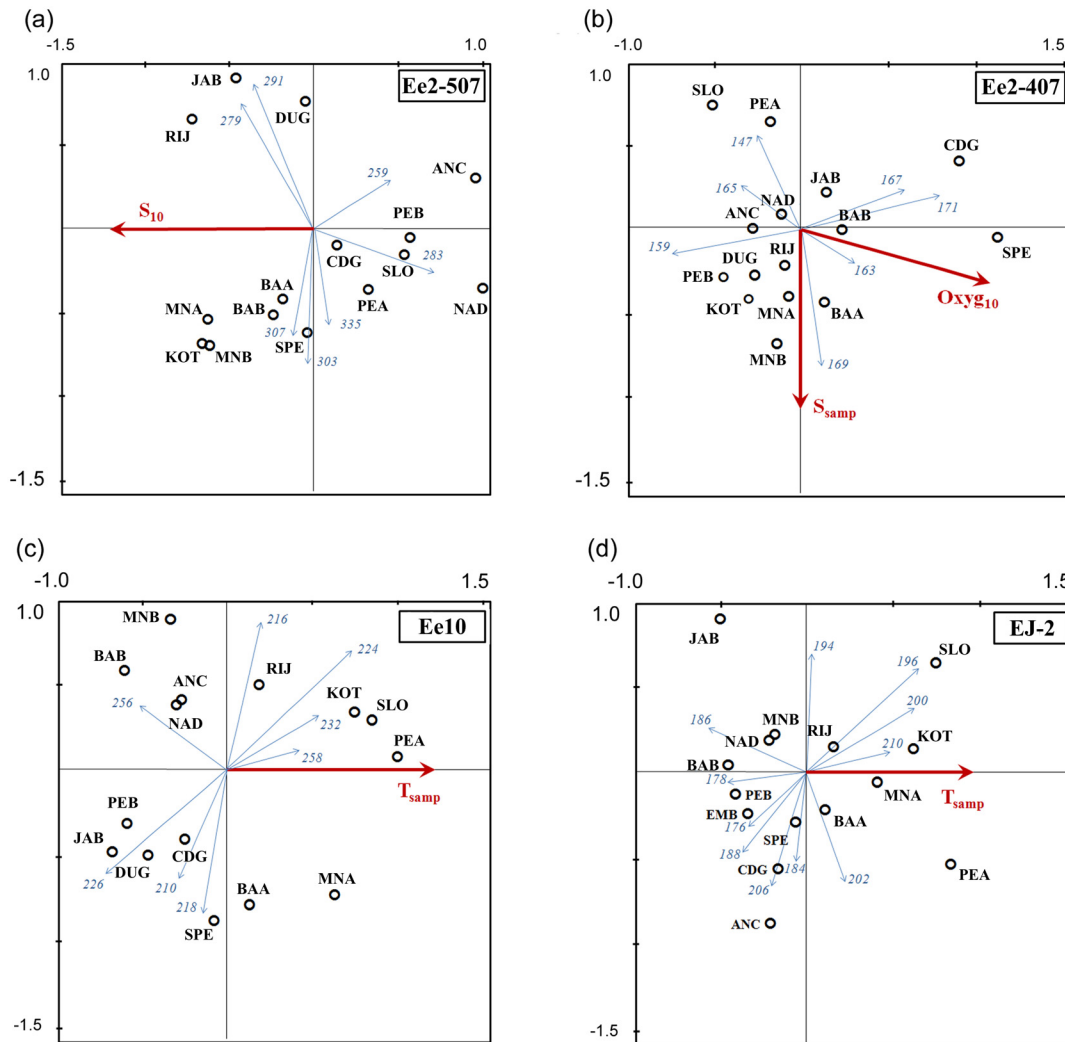 (a)
-1.5
1.0
1.0
Ee2-507
JAB
291
DUG
279
RIJ
259
ANC
S10
PEB
CDG
283
SLO
BAA
PEA
NAD
MNA
BAB
335
307
SPE
KOT
MNB
303
-1.5
(b)
-1.0
1.5
1.0
Ee2-407
SLO
PEA
147
CDG
JAB
165
167
NAD
171
ANC
BAB
159
RIJ
SPE
DUG
163
PEB
Oxyg10
KOT
MNA
BAA
MNB
169
Ssamp
-1.5
(c)
-1.0
1.5
1.0
Ee10
MNB
216
224
BAB
RIJ
ANC
KOT
SLO
256
NAD
232
PEA
258
Tsamp
PEB
JAB
CDG
DUG
226
210
MNA
BAA
218
SPE
-1.5
(d)
-1.0
1.5
1.0
EJ-2
JAB
194
SLO
196
200
186
MNB
NAD
RIJ
KOT
210
BAB
178
MNA
Tsamp
PEB
EMB
BAA
176
SPE
188
CDG
184
PEA
206
202
ANC
-1.5